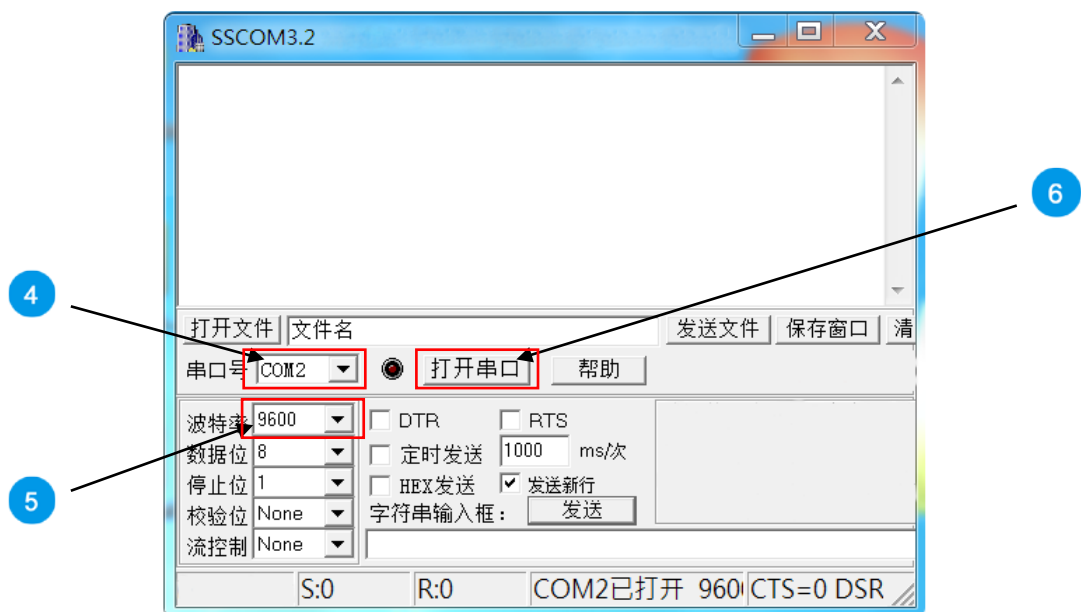 SSCOM3.2
6
4
打开文件 文件名 发送文件 保存窗口 清
串口号 COM2 打开串口 帮助
波特率 9600 DTR RTS
数据位 8 定时发送 1000 ms/次
停止位 1 HEX发送 发送新行
5
校验位 None 字符串输入框： 发送
流控制 None
S:0 R:0 COM2已打开 960 CTS=0 DSR